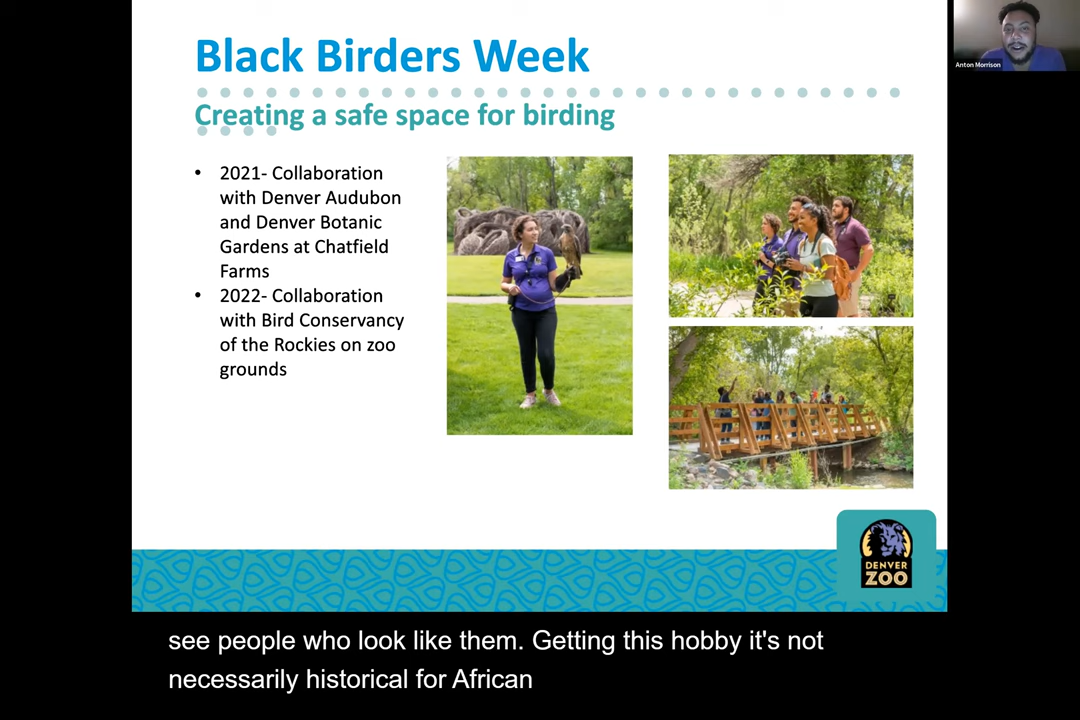 Black Birders Week
Creating a safe space for birding
• 2021- Collaboration
with Denver Audubon
and Denver Botanic
Gardens at Chatfield
Farms
• 2022- Collaboration
with Bird Conservancy
of the Rockies on zoo
grounds
Anton Morrison
DENVER
ZOO
see people who look like them. Getting this hobby it's not
necessarily historical for African